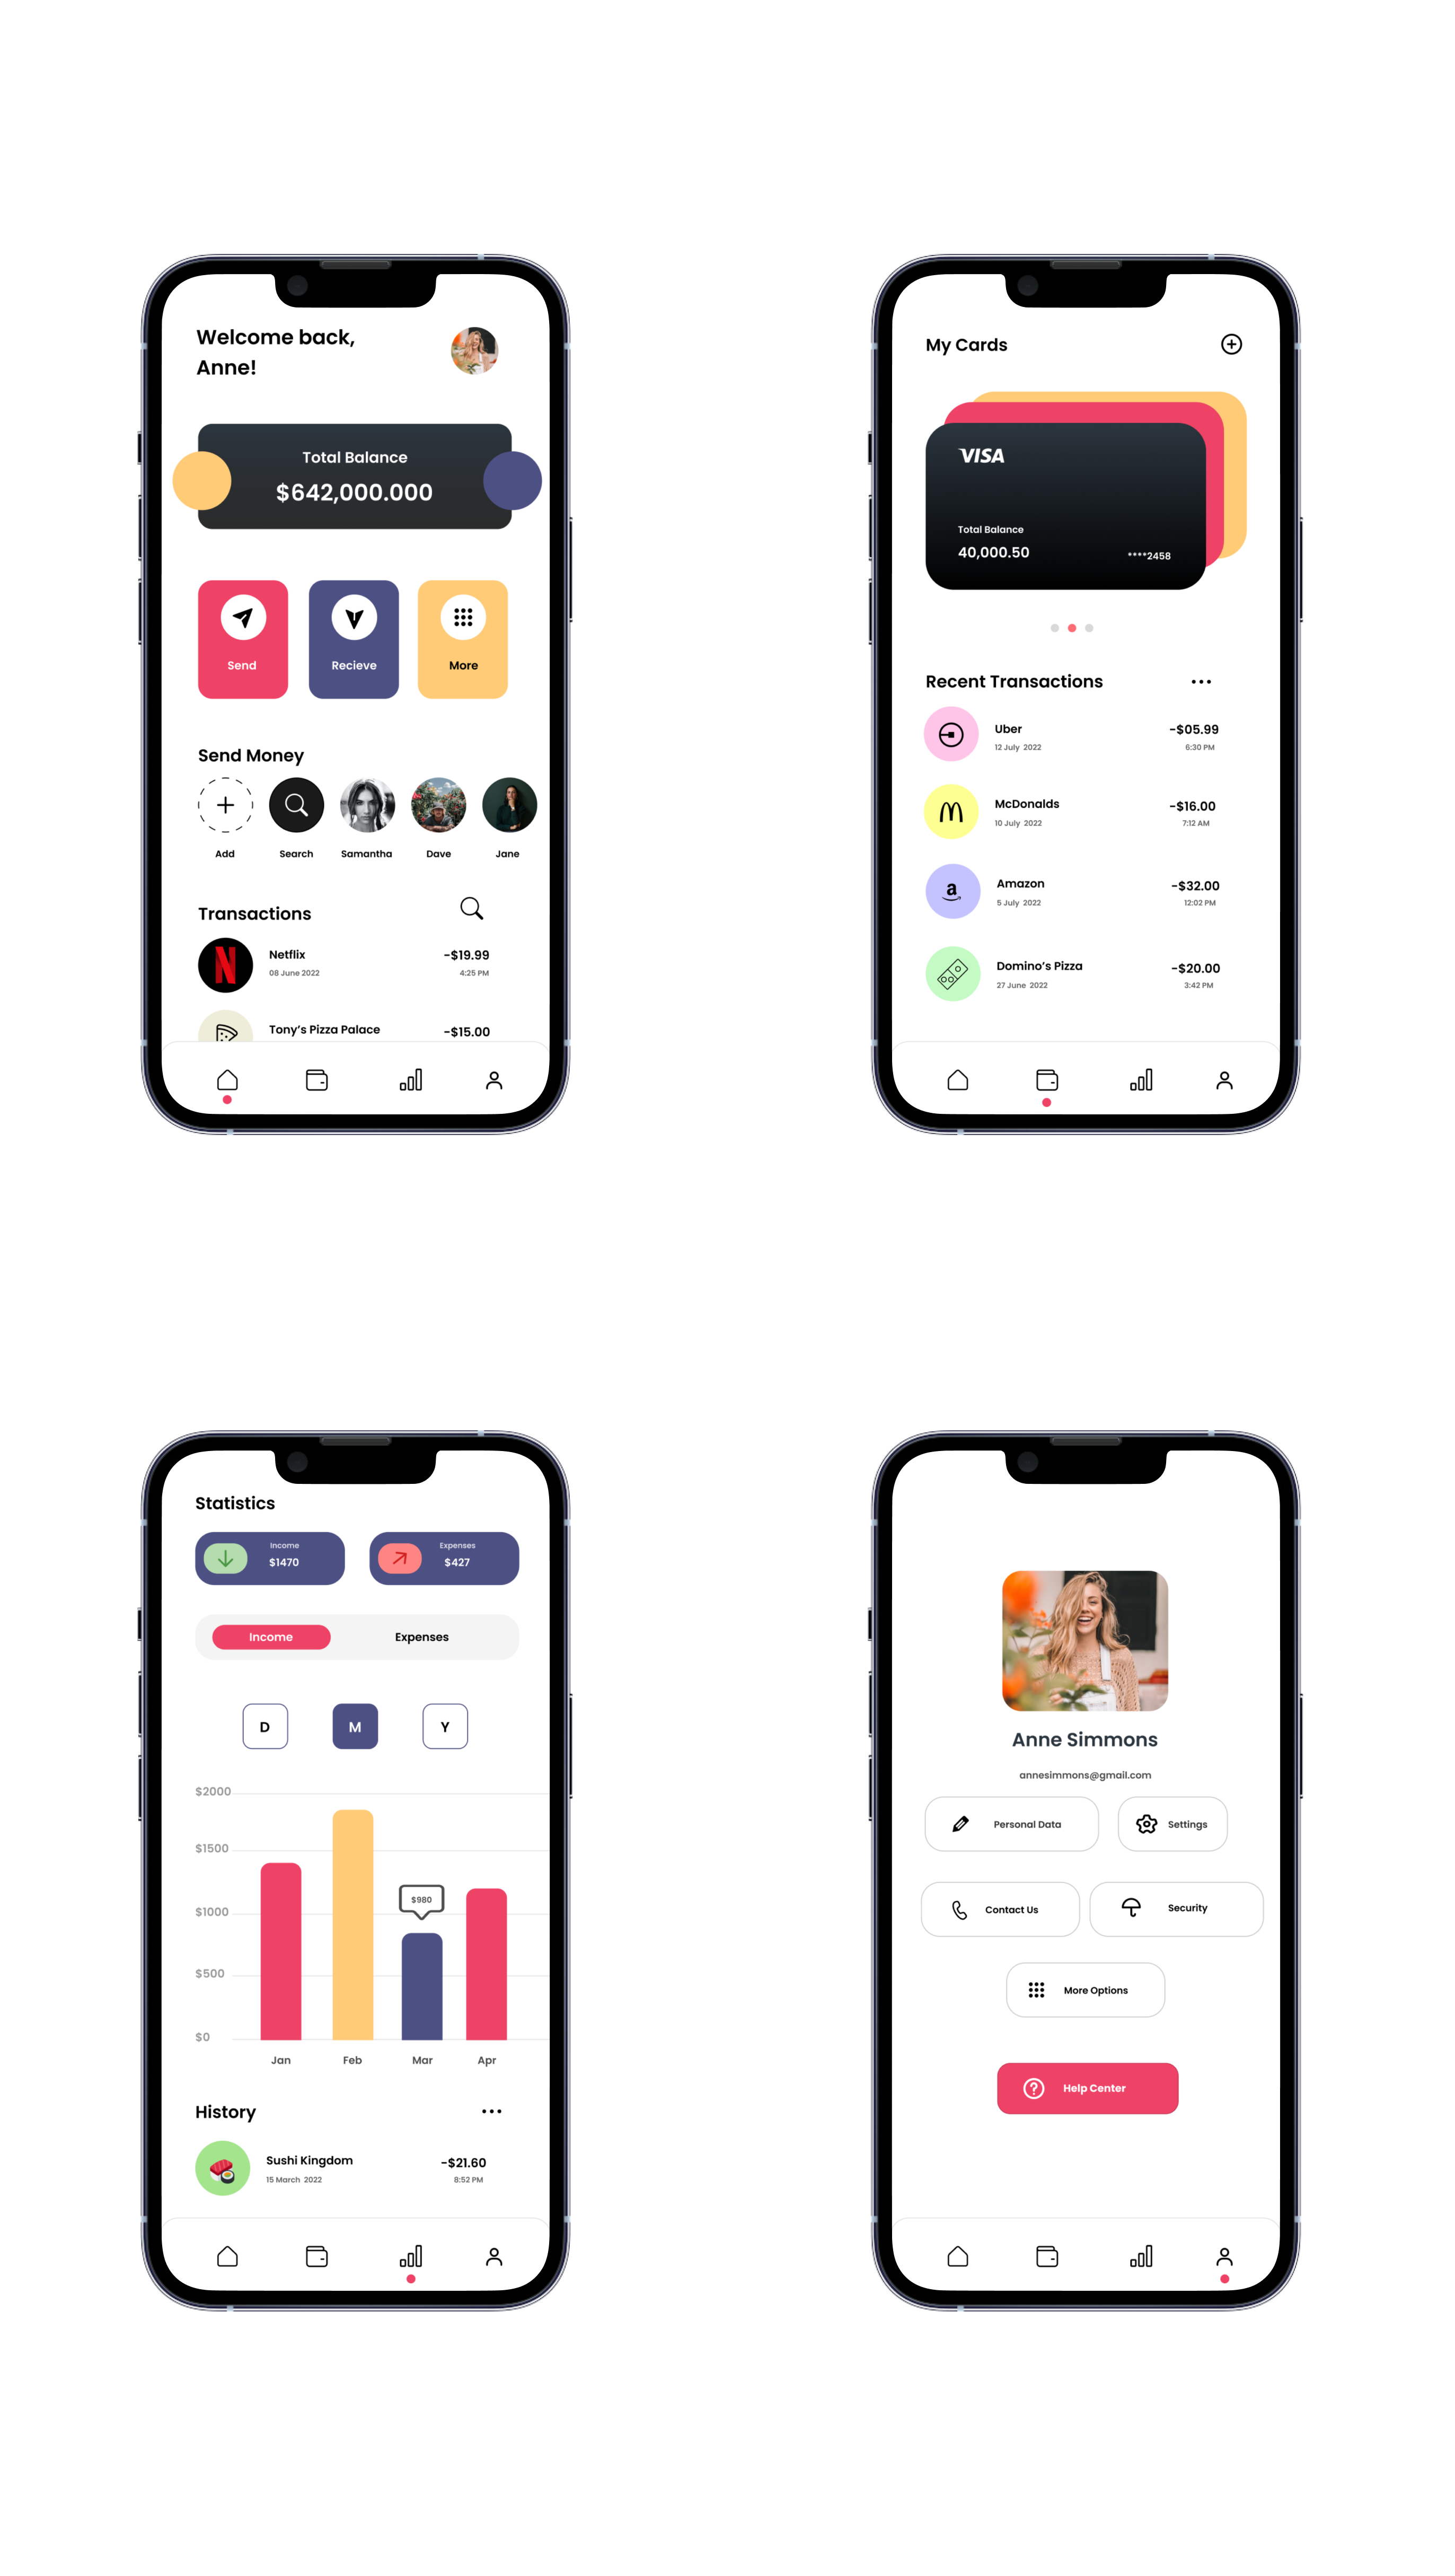 Welcome back,
Anne!
Total Balance
$642,000.000
Send
Recieve
More
Send Money
Add
Search
Samantha
Dave
Jane
Transactions
N
Netflix
-$19.99
08 June 2022
4:25 PM
Tony's Pizza Palace
-$15.00
My Cards
VISA
Total Balance
40,000.50
****2458
Recent Transactions
Uber
-$05.99
12 July 2022
6:30 PM
McDonalds
-$16.00
10 July 2022
7:12 AM
a
Amazon
-$32.00
5 July 2022
12:02 PM
Domino's Pizza
-$20.00
27 June 2022
3:42 PM
Statistics
Income
$1470
Expenses
$427
Income
Expenses
D
M
Y
$2000
$1500
$1000
$500
$0
$980
Jan
Feb
Mar
Apr
History
Sushi Kingdom
-$21.60
15 March 2022
8:52 PM
Anne Simmons
annesimmons@gmail.com
Personal Data
Settings
Contact Us
Security
More Options
Help Center